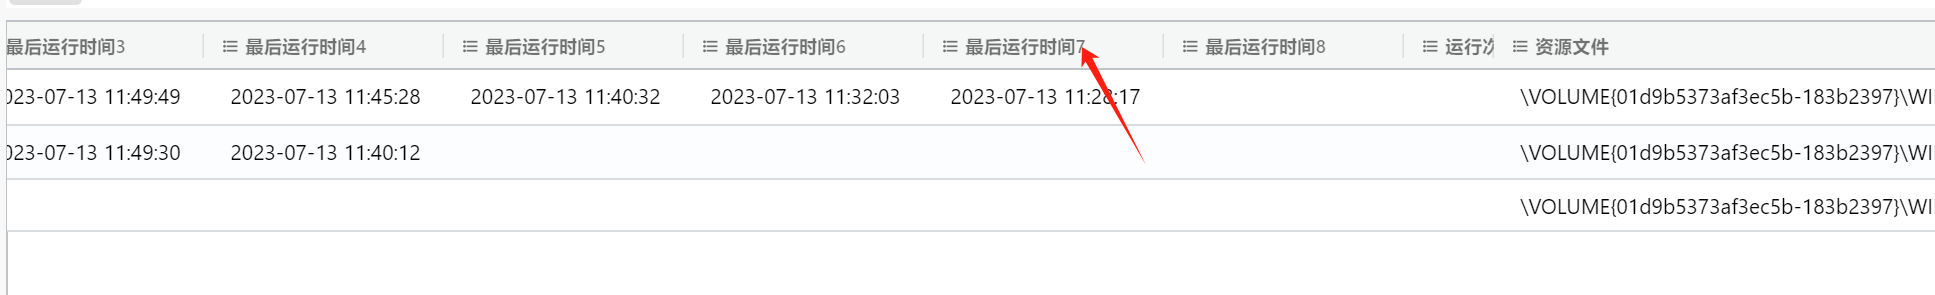 最后运行时间3 最后运行时间4 最后运行时间5 最后运行时间6 最后运行时间7 最后运行时间8 运行次 资源文件
023-07-13 11:49:49 2023-07-13 11:45:28 2023-07-13 11:40:32 2023-07-13 11:32:03 2023-07-13 11:28:17 \VOLUME{01d9b5373af3ec5b-183b2397}\WI
023-07-13 11:49:30 2023-07-13 11:40:12 \VOLUME{01d9b5373af3ec5b-183b2397}\WI
\VOLUME{01d9b5373af3ec5b-183b2397}\WI